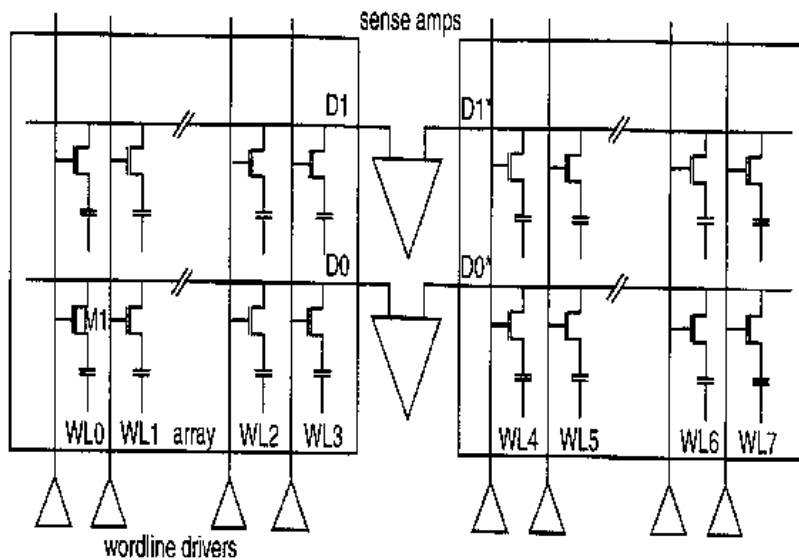 sense amps
D1 D1*
D0 D0*
M1
WL0 WL1 array WL2 WL3 WL4 WL5 WL6 WL7
wordline drivers